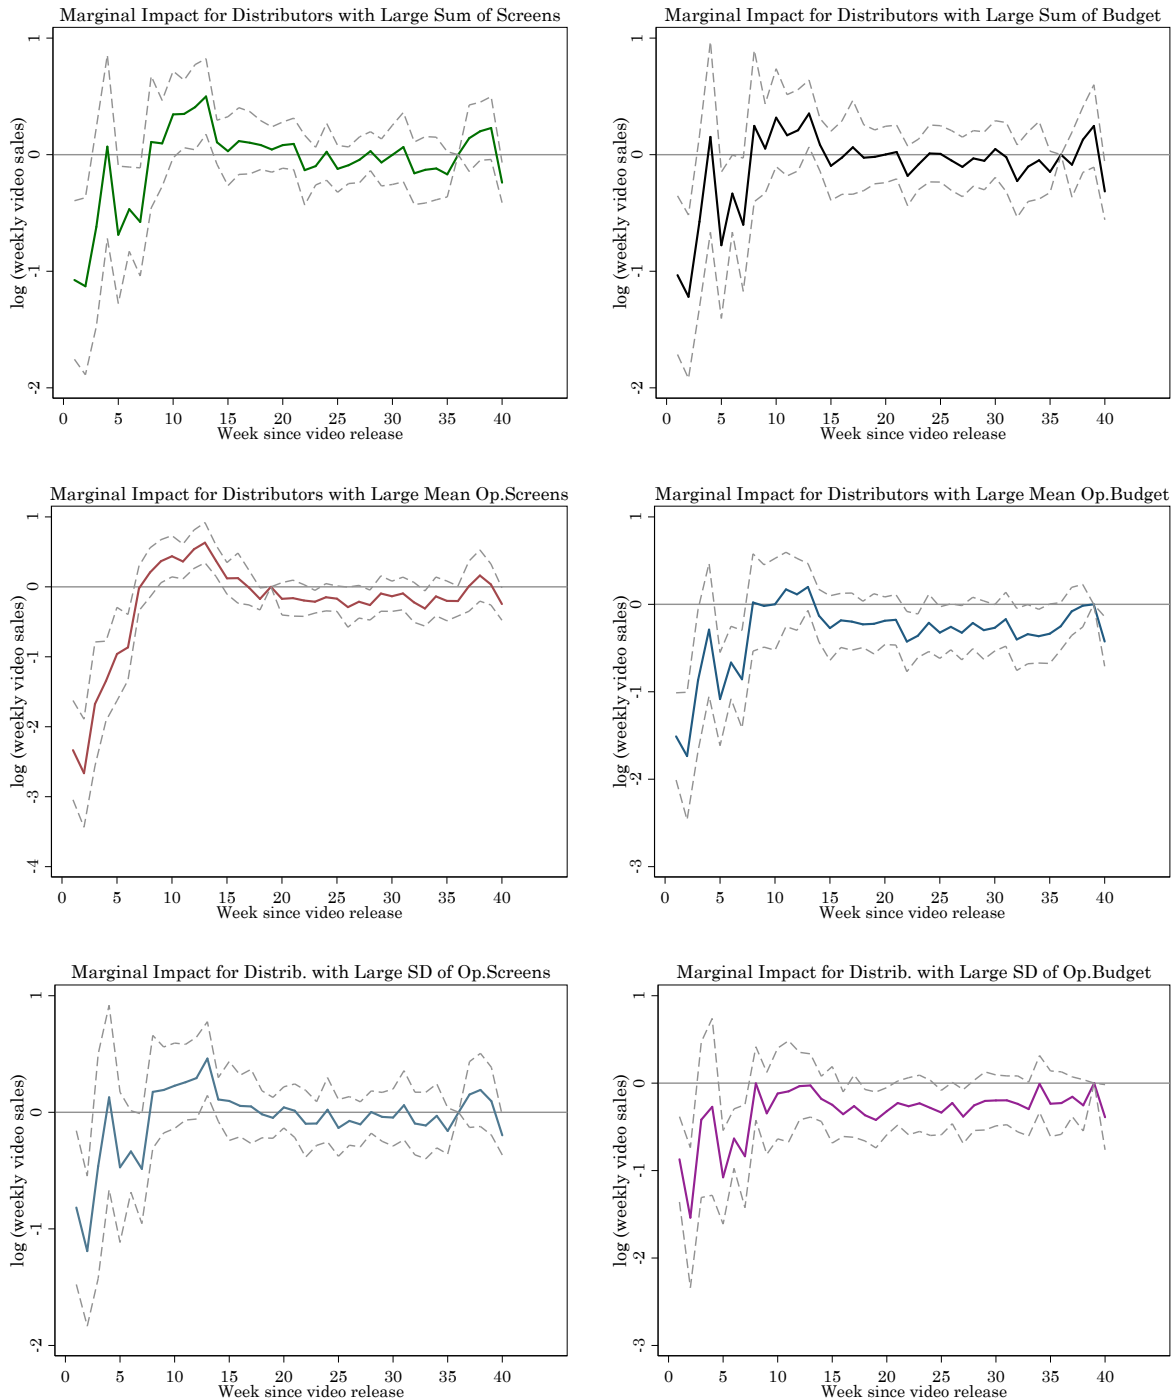 Marginal Impact for Distributors with Large Sum of Screens
log (weekly video sales)
1
0
-1
-2
0 5 10 15 20 25 30 35 40
Week since video release
Marginal Impact for Distributors with Large Sum of Budget
log (weekly video sales)
1
0
-1
-2
0 5 10 15 20 25 30 35 40
Week since video release
Marginal Impact for Distributors with Large Mean Op.Screens
log (weekly video sales)
1
0
-1
-2
-3
-4
0 5 10 15 20 25 30 35 40
Week since video release
Marginal Impact for Distributors with Large Mean Op.Budget
log (weekly video sales)
1
0
-1
-2
-3
0 5 10 15 20 25 30 35 40
Week since video release
Marginal Impact for Distrib. with Large SD of Op.Screens
log (weekly video sales)
1
0
-1
-2
0 5 10 15 20 25 30 35 40
Week since video release
Marginal Impact for Distrib. with Large SD of Op.Budget
log (weekly video sales)
1
0
-1
-2
-3
0 5 10 15 20 25 30 35 40
Week since video release